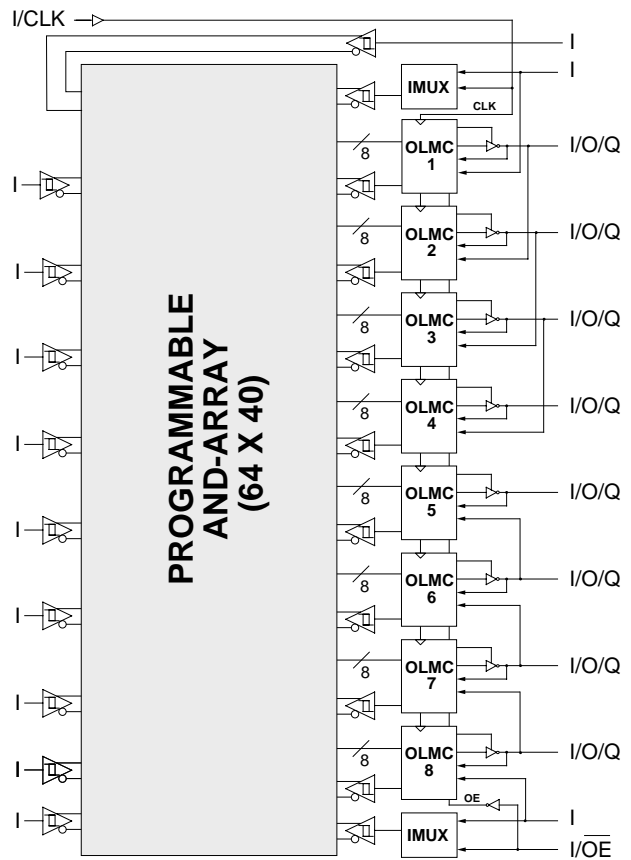 I/CLK
I
I
IMUX
CLK
OLMC
1
8
I/O/Q
I
OLMC
2
8
I/O/Q
I
OLMC
3
8
I/O/Q
I
PROGRAMMABLE
AND-ARRAY
(64 X 40)
OLMC
4
8
I/O/Q
I
OLMC
5
8
I/O/Q
I
OLMC
6
8
I/O/Q
I
OLMC
7
8
I/O/Q
I
OLMC
8
8
I/O/Q
I
OE
I
I
IMUX
I/O̅E̅